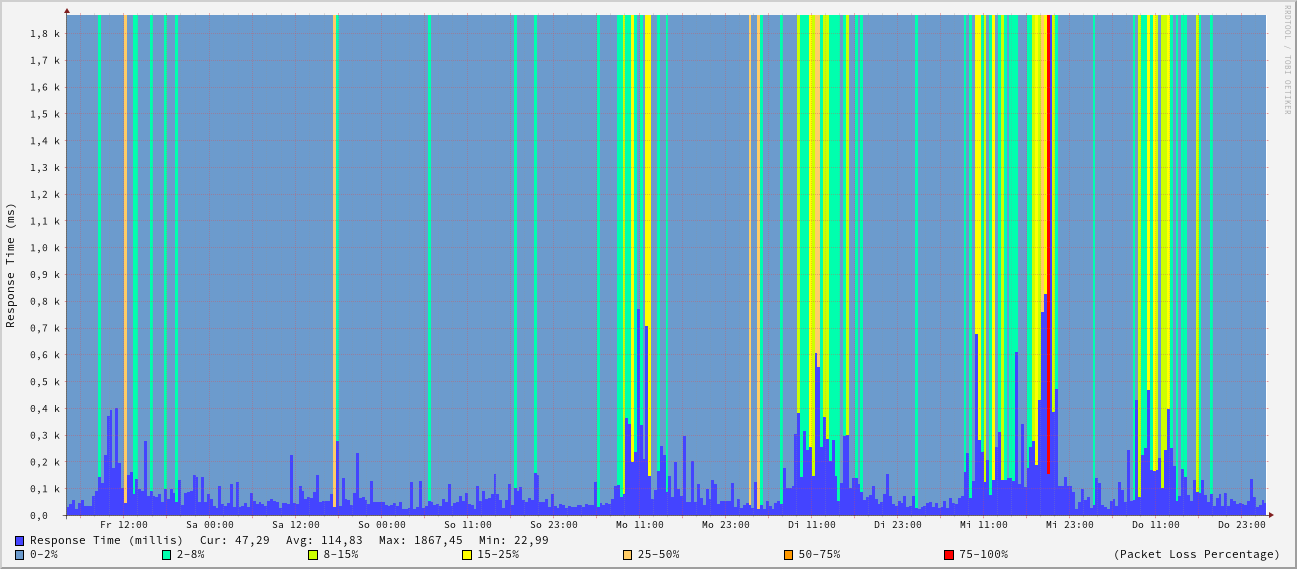 1,8 k
1,7 k
1,6 k
1,5 k
1,4 k
1,3 k
1,2 k
1,1 k
1,0 k
0,9 k
0,8 k
0,7 k
0,6 k
0,5 k
0,4 k
0,3 k
0,2 k
0,1 k
0,0
Response Time (ms)
RRDTOOL / TOBI OETIKER
Fr 12:00 Sa 00:00 Sa 12:00 So 00:00 So 11:00 So 23:00 Mo 11:00 Mo 23:00 Di 11:00 Di 23:00 Mi 11:00 Mi 23:00 Do 11:00 Do 23:00
Response Time (millis) Cur: 47,29 Avg: 114,83 Max: 1867,45 Min: 22,99
0-2% 2-8% 8-15% 15-25% 25-50% 50-75% 75-100% (Packet Loss Percentage)